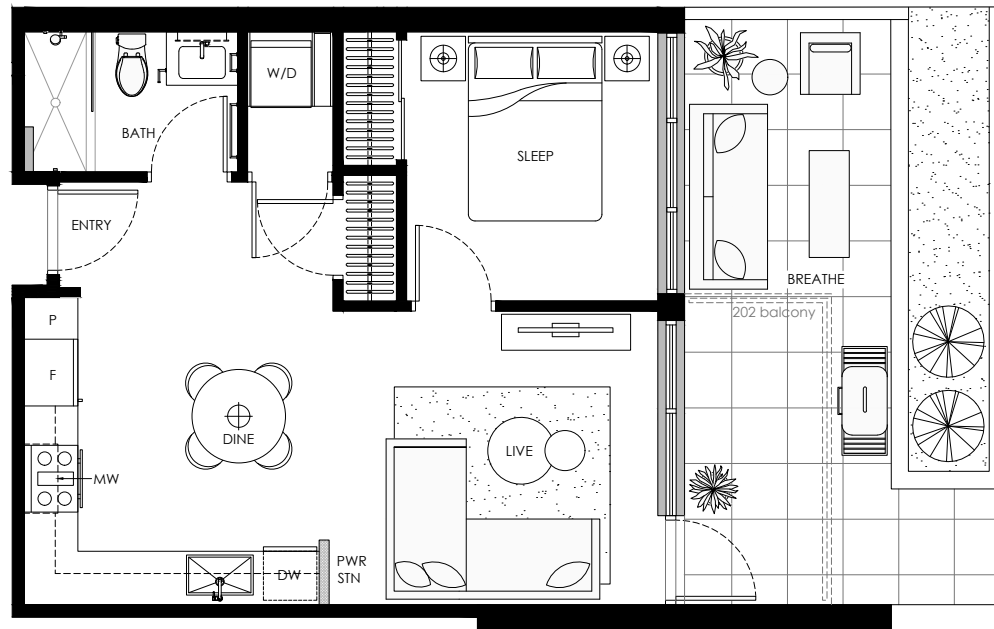 W/D
BATH
SLEEP
ENTRY
BREATHE
202 balcony
P
F
DINE
LIVE
MW
PWR
STN
DW